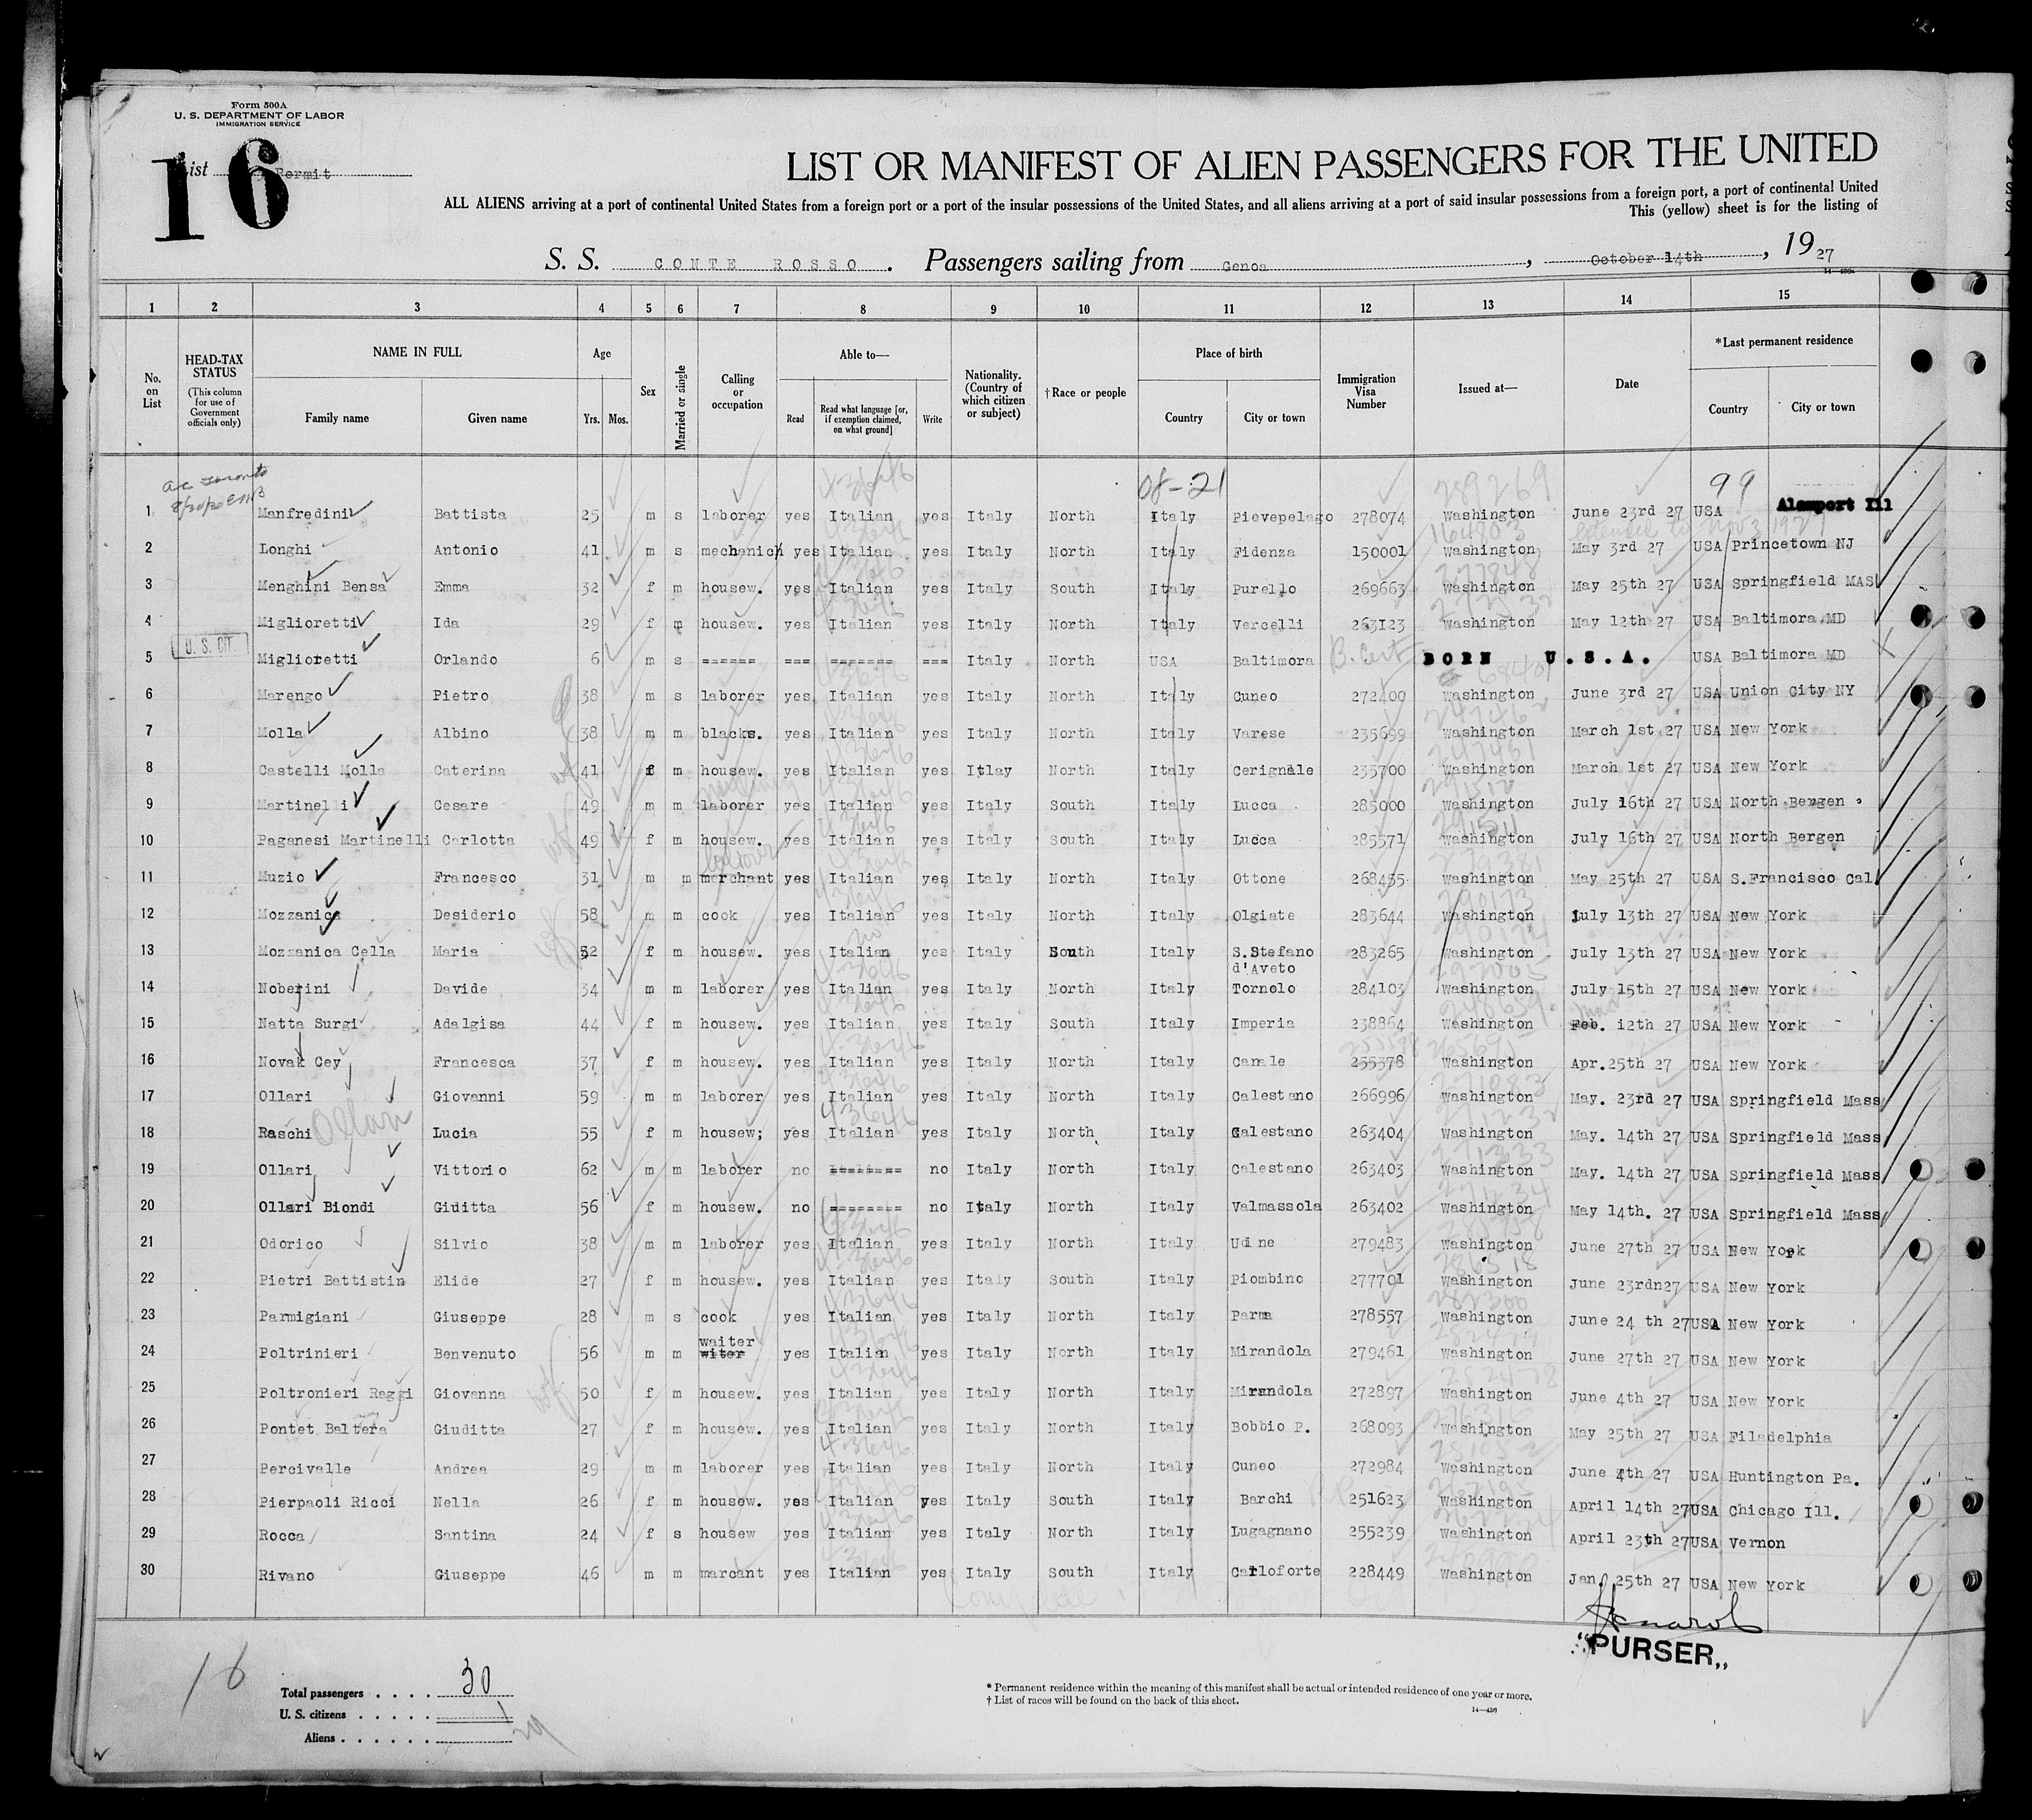 Form 500A
U. S. DEPARTMENT OF LABOR
IMMIGRATION SERVICE
List Permit
16
LIST OR MANIFEST OF ALIEN PASSENGERS FOR THE UNITED
ALL ALIENS arriving at a port of continental United States from a foreign port or a port of the insular possessions of the United States, and all aliens arriving at a port of said insular possessions from a foreign port, a port of continental United
This (yellow) sheet is for the listing of
S. S. CONTE ROSSO. Passengers sailing from Genoa, October 14th, 1927
1 2 3 4 5 6 7 8 9 10 11 12 13 14 15
No. on List HEAD-TAX STATUS (This column for use of Government officials only) NAME IN FULL Family name Given name Age Yrs. Mos. Sex Married or single Calling or occupation Able to— Read Read what language [or, if exemption claimed, on what ground] Write Nationality. (Country of which citizen or subject) †Race or people Place of birth Country City or town Immigration Visa Number Issued at— Date *Last permanent residence Country City or town
08-21 99
1 Manfredini Battista 25 m s laborer yes Italian yes Italy North Italy Pievepelago 278074 Washington June 23rd 27 USA Alamport Ill
2 Longhi Antonio 41 m s mechanich yes Italian yes Italy North Italy Fidenza 150001 Washington May 3rd 27 USA Princetown NJ
3 Menghini Bensa Emma 32 f m housew. yes Italian yes Italy South Italy Purello 269663 Washington May 25th 27 USA Springfield MAS
4 Miglioretti Ida 29 f m housew. yes Italian yes Italy North Italy Vercelli 263123 Washington May 12th 27 USA Baltimora MD
U. S. CIT.
5 Miglioretti Orlando 6 m s ====== === ======= === Italy North USA Baltimora B. Cert BORN U.S.A. USA Baltimora MD
6 Marengo Pietro 38 m s laborer yes Italian yes Italy North Italy Cuneo 272400 Washington June 3rd 27 USA Union City NY
7 Molla Albino 38 m m blacks. yes Italian yes Italy North Italy Varese 235699 Washington March 1st 27 USA New York
8 Castelli Molla Caterina 41 f m housew. yes Italian yes Itlay North Italy Cerignale 235700 Washington March 1st 27 USA New York
9 Martinelli Cesare 49 m m laborer yes Italian yes Italy South Italy Lucca 285000 Washington July 16th 27 USA North Bergen
10 Paganesi Martinelli Carlotta 49 f m housew. yes Italian yes Italy South Italy Lucca 285571 Washington July 16th 27 USA North Bergen
11 Muzio Francesco 31 m m merchant yes Italian yes Italy North Italy Ottone 268455 Washington May 25th 27 USA S.Francisco Cal.
12 Mozzanica Desiderio 58 m m cook yes Italian yes Italy North Italy Olgiate 283644 Washington July 13th 27 USA New York
13 Mozzanica Cella Maria 52 f m housew. yes Italian yes Italy South Italy S.Stefano d'Aveto 283265 Washington July 13th 27 USA New York
14 Noberini Davide 34 m m laborer yes Italian yes Italy North Italy Tornolo 284103 Washington July 15th 27 USA New York
15 Natta Surgi Adalgisa 44 f m housew. yes Italian yes Italy South Italy Imperia 238864 Washington Feb. 12th 27 USA New York
16 Novak Cey Francesca 37 f m housew. yes Italian yes Italy North Italy Canale 255378 Washington Apr.25th 27 USA New York
17 Ollari Giovanni 59 m m laborer yes Italian yes Italy North Italy Calestano 266996 Washington May. 23rd 27 USA Springfield Mass
18 Raschi Ollari Lucia 55 f m housew; yes Italian yes Italy North Italy Calestano 263404 Washington May. 14th 27 USA Springfield Mass
19 Ollari Vittorio 62 m m laborer no ======== no Italy North Italy Calestano 263403 Washington May. 14th 27 USA Springfield Mass
20 Ollari Biondi Giditta 56 f m housew. no ======== no Italy North Italy Valmassola 263402 Washington May 14th. 27 USA Springfield Mass
21 Odorico Silvio 38 m m laborer yes Italian yes Italy North Italy Udine 279483 Washington June 27th 27 USA New York
22 Pietri Battistin Elide 27 f m housew. yes Italian yes Italy South Italy Piombino 277701 Washington June 23rdn27 USA New York
23 Parmigiani Giuseppe 28 m s cook yes Italian yes Italy North Italy Parma 278557 Washington June 24 th 27USA New York
24 Poltrinieri Benvenuto 56 m m waiter witer yes Italian yes Italy North Italy Mirandola 279461 Washington June 27th 27 USA New York
25 Poltronieri Raggi Giovanna 50 f m housew. yes Italian yes Italy North Italy Mirandola 272897 Washington June 4th 27 USA New York
26 Pontet Baltera Giuditta 27 f m housew. yes Italian yes Italy North Italy Bobbio P. 268093 Washington May 25th 27 USA Filadelphia
27 Percivalle Andrea 29 m m laborer yes Italian yes Italy North Italy Cuneo 272984 Washington June 4th 27 USA Huntington Pa.
28 Pierpaoli Ricci Nella 26 f m housew. yes Italian yes Italy South Italy Barchi 251623 Washington April 14th 27USA Chicago Ill.
29 Rocca Santina 24 f s housew yes Italian yes Italy North Italy Lugagnano 255239 Washington April 23th 27USA Vernon
30 Rivano Giuseppe 46 m m marcant yes Italian yes Italy South Italy Carloforte 228449 Washington Jan. 25th 27 USA New York
"PURSER"
16
Total passengers . . . . 30
U. S. citizens . . . . . 1
Aliens . . . . . . 29
* Permanent residence within the meaning of this manifest shall be actual or intended residence of one year or more.
† List of races will be found on the back of this sheet.
14—430